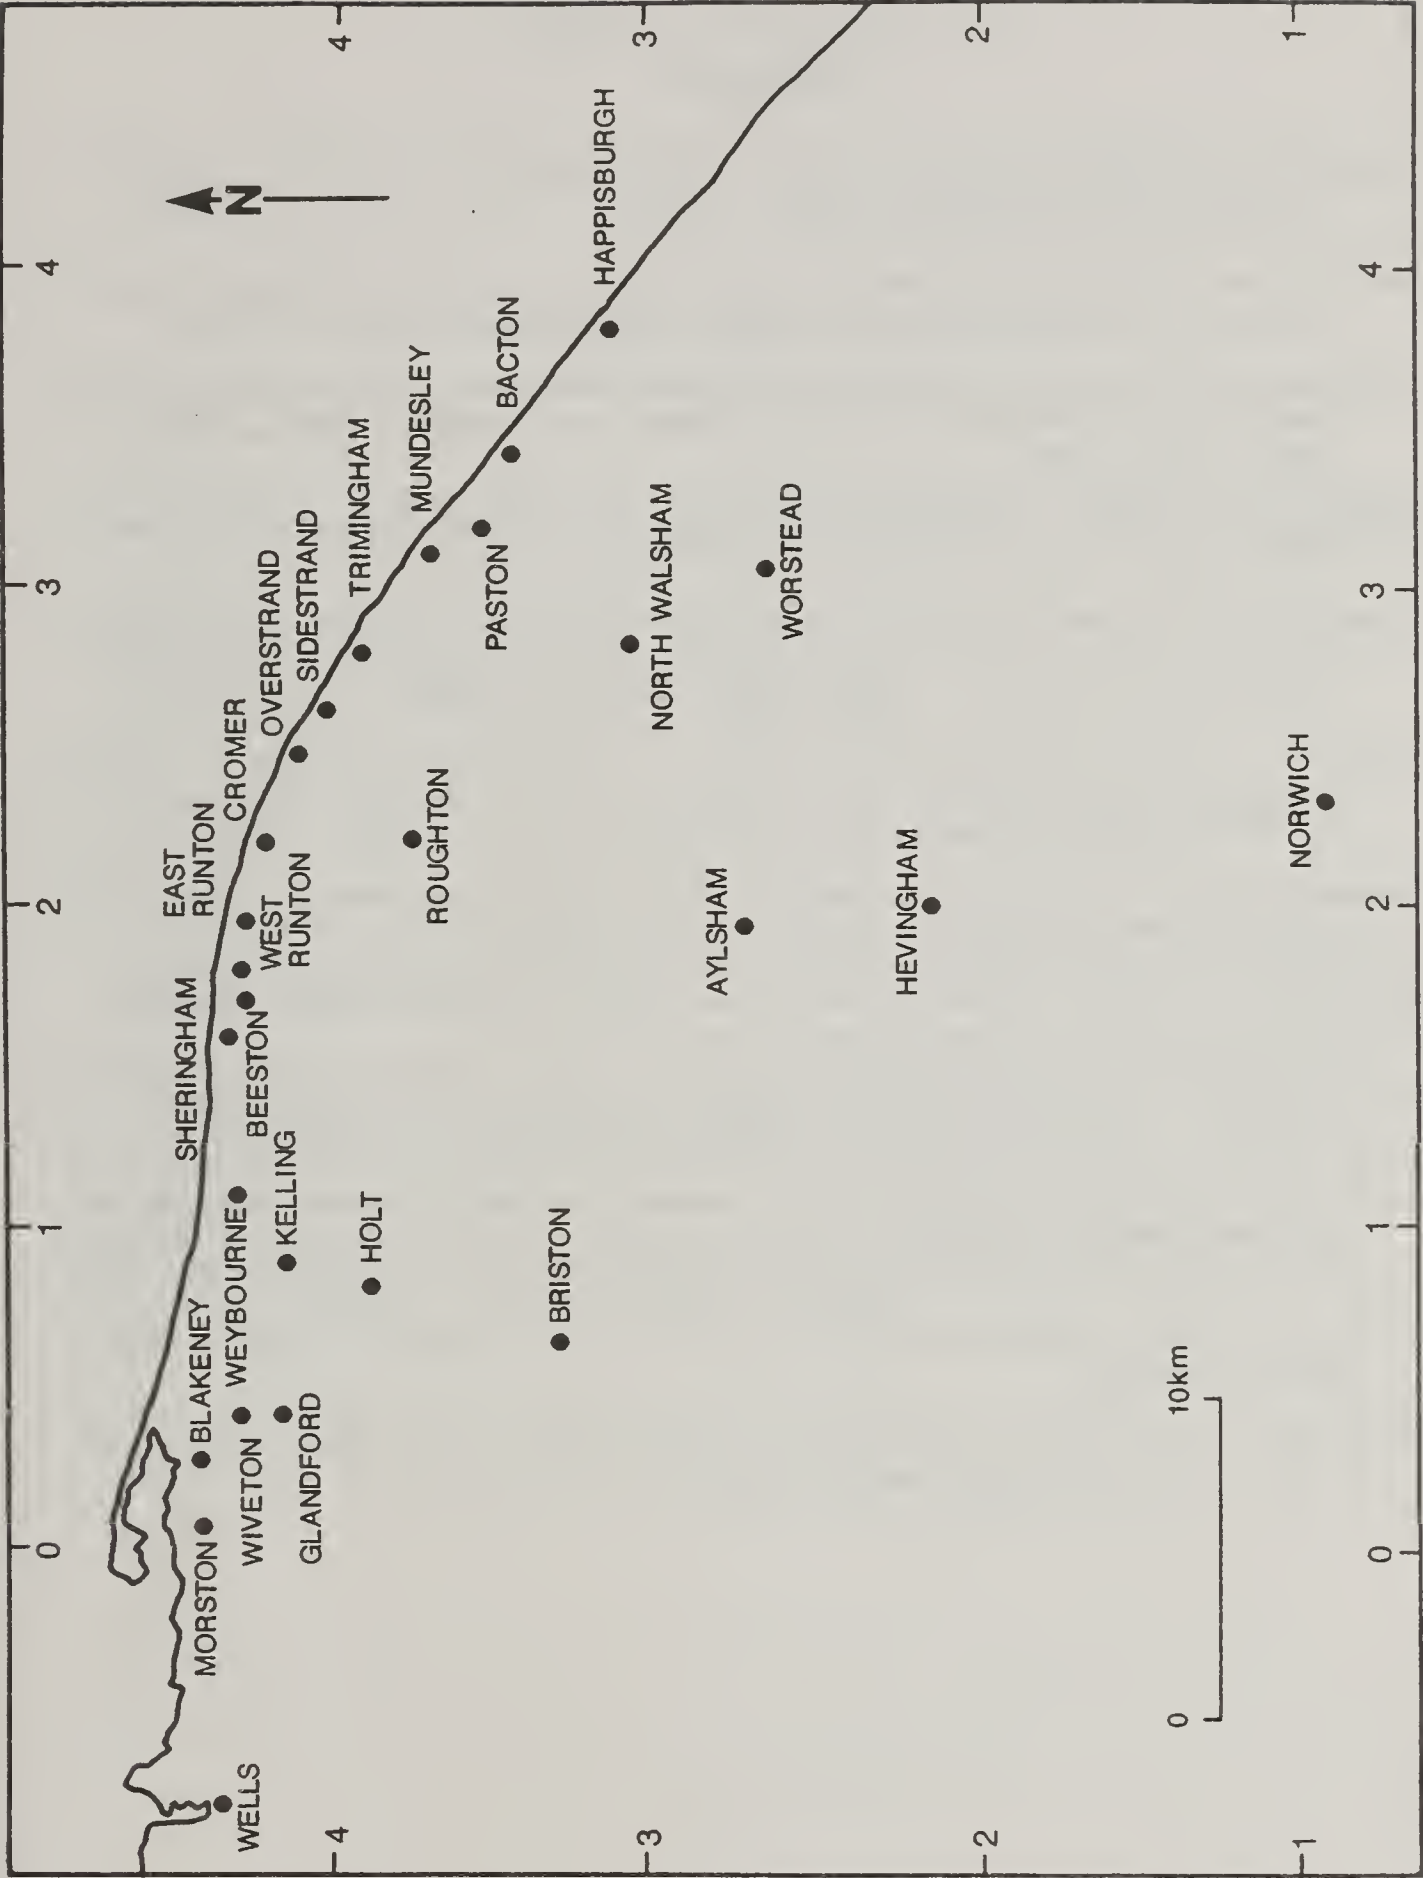 0
1
2
3
4
4
4
3
3
2
2
1
1
0
1
2
3
4
N
EAST
RUNTON
SHERINGHAM
CROMER
OVERSTRAND
SIDESTRAND
TRIMINGHAM
MUNDESLEY
BACTON
HAPPISBURGH
BLAKENEY
MORSTON
WEYBOURNE
WELLS
WIVETON
BEESTON
WEST
RUNTON
KELLING
GLANDFORD
HOLT
ROUGHTON
PASTON
BRISTON
NORTH WALSHAM
AYLSHAM
WORSTEAD
HEVINGHAM
NORWICH
0 10km